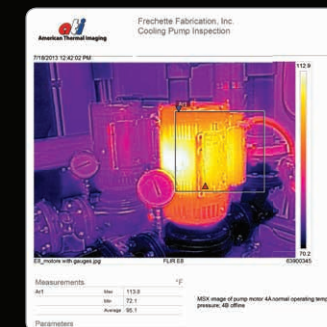 ati
American Thermal Imaging
Frechette Fabrication, Inc.
Cooling Pump Inspection
7/18/2013 12:42:02 PM
112.9
Ar1
70.2
E8_motors with gauges.jpg FLIR E8 63900345
Measurements °F
Ar1 Max 113.8
Min 72.1
Average 95.1
MSX image of pump motor 4A normal operating temp
pressure; 4B offline
Parameters